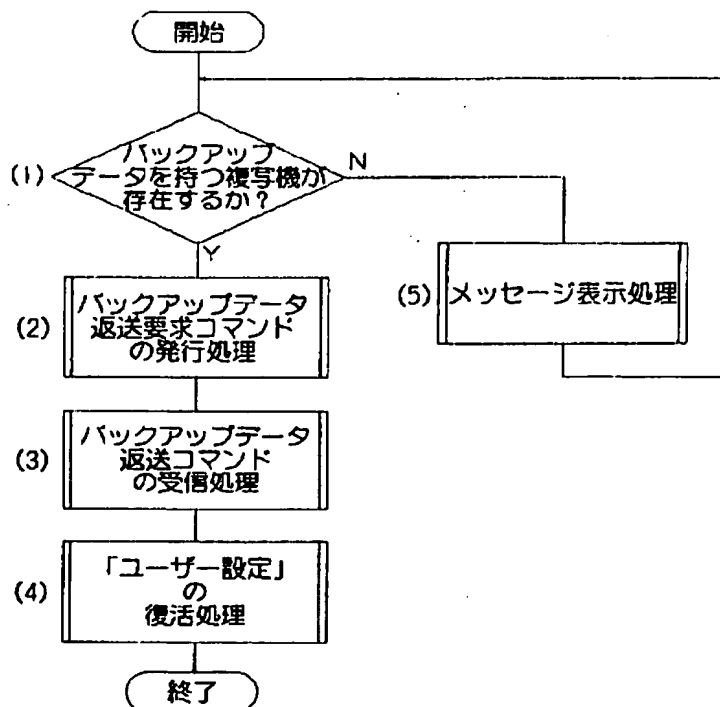 開始
(1)
バックアップ
データを持つ複写機が
存在するか？
N
Y
(2)
バックアップデータ
返送要求コマンド
の発行処理
(5)
メッセージ表示処理
(3)
バックアップデータ
返送コマンド
の受信処理
(4)
「ユーザー設定」
の
復活処理
終了